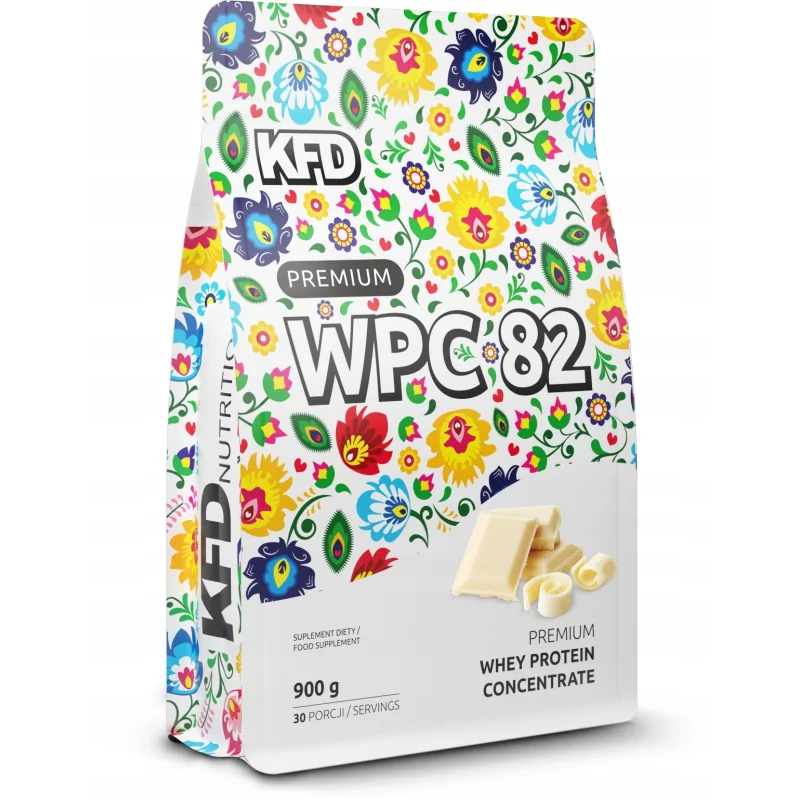 KFD
PREMIUM
WPC 82
KFD NUTRITIO
SUPLEMENT DIETY /
FOOD SUPPLEMENT
900 g
30 PORCJI / SERVINGS
PREMIUM
WHEY PROTEIN
CONCENTRATE